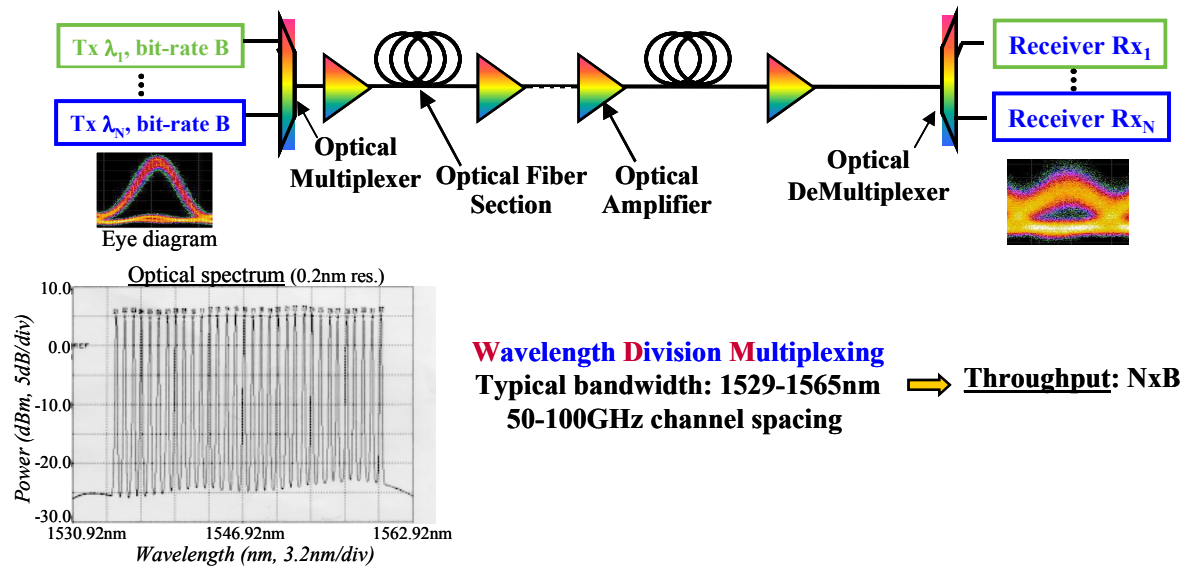 Tx λ1, bit-rate B
Tx λN, bit-rate B
Optical
Multiplexer
Optical Fiber
Section
Optical
Amplifier
Optical
DeMultiplexer
Receiver Rx1
Receiver RxN
Eye diagram
Optical spectrum (0.2nm res.)
Power (dBm, 5dB/div)
10.0
0.0
REF
-10.0
-20.0
-30.0
1530.92nm
1546.92nm
1562.92nm
Wavelength (nm, 3.2nm/div)
Wavelength Division Multiplexing
Typical bandwidth: 1529-1565nm
50-100GHz channel spacing
Throughput: NxB